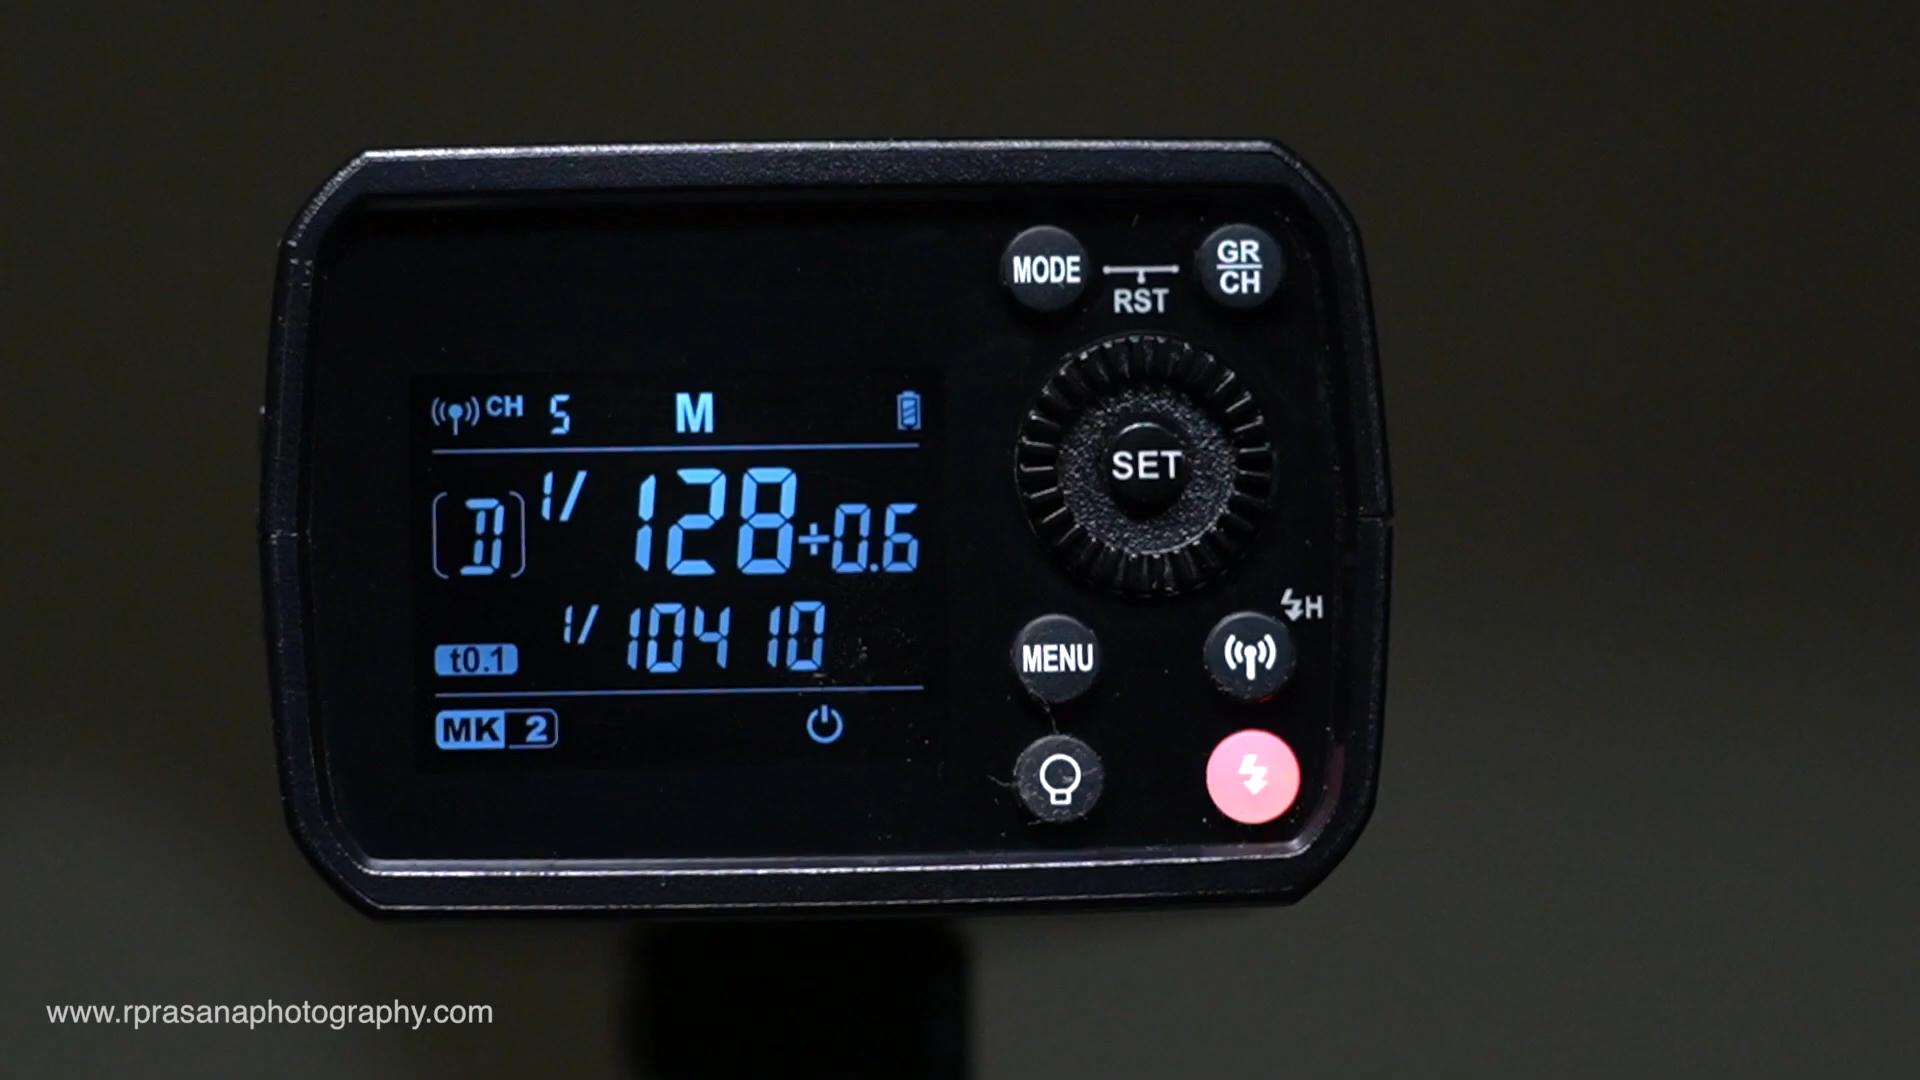 MODE
RST
GR
CH
CH 5 M
SET
[D] 1/128+0.6
H
t0.1 1/10410
MENU
MK 2
www.rprasanaphotography.com